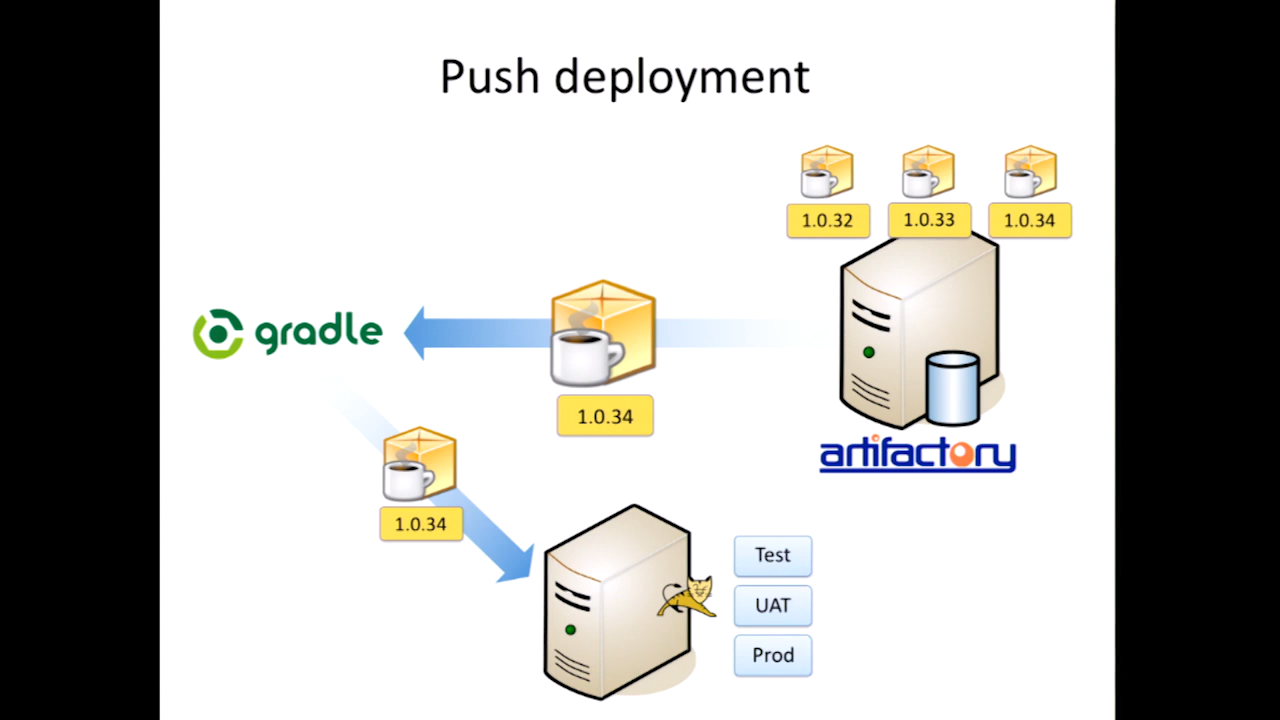 Push deployment
1.0.32
1.0.33
1.0.34
gradle
1.0.34
artifactory
1.0.34
Test
UAT
Prod